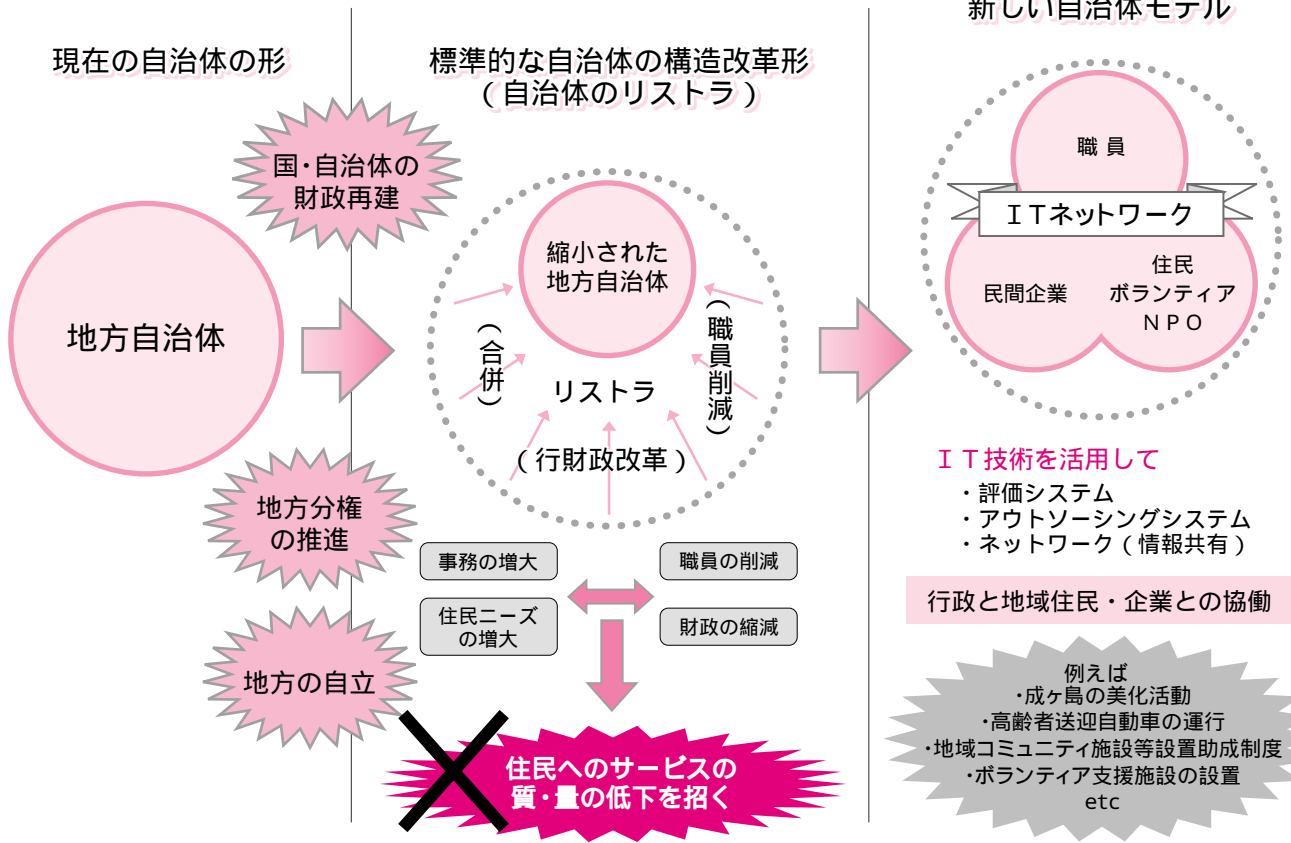 現在の自治体の形
国・自治体の
財政再建
地方自治体
地方分権
の推進
地方の自立
標準的な自治体の構造改革形
（自治体のリストラ）
縮小された
地方自治体
（合併）
（職員削減）
リストラ
（行財政改革）
事務の増大
職員の削減
住民ニーズ
の増大
財政の縮減
住民へのサービスの
質・量の低下を招く
新しい自治体モデル
職 員
ＩＴネットワーク
民間企業
住民
ボランティア
ＮＰＯ
ＩＴ技術を活用して
・評価システム
・アウトソーシングシステム
・ネットワーク（情報共有）
行政と地域住民・企業との協働
例えば
・成ヶ島の美化活動
・高齢者送迎自動車の運行
・地域コミュニティ施設等設置助成制度
・ボランティア支援施設の設置
etc